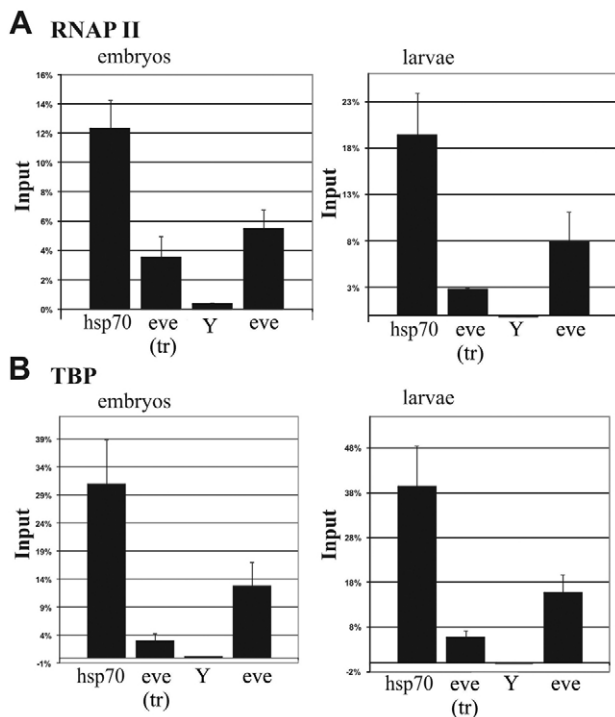 A RNAP II
embryos
larvae
Input
16%
14%
12%
10%
8%
6%
4%
2%
0%
hsp70 eve Y eve
(tr)
Input
23%
18%
13%
8%
3%
hsp70 eve Y eve
(tr)
B TBP
embryos
larvae
Input
39%
34%
29%
24%
19%
14%
9%
4%
-1%
hsp70 eve Y eve
(tr)
Input
48%
38%
28%
18%
8%
-2%
hsp70 eve Y eve
(tr)